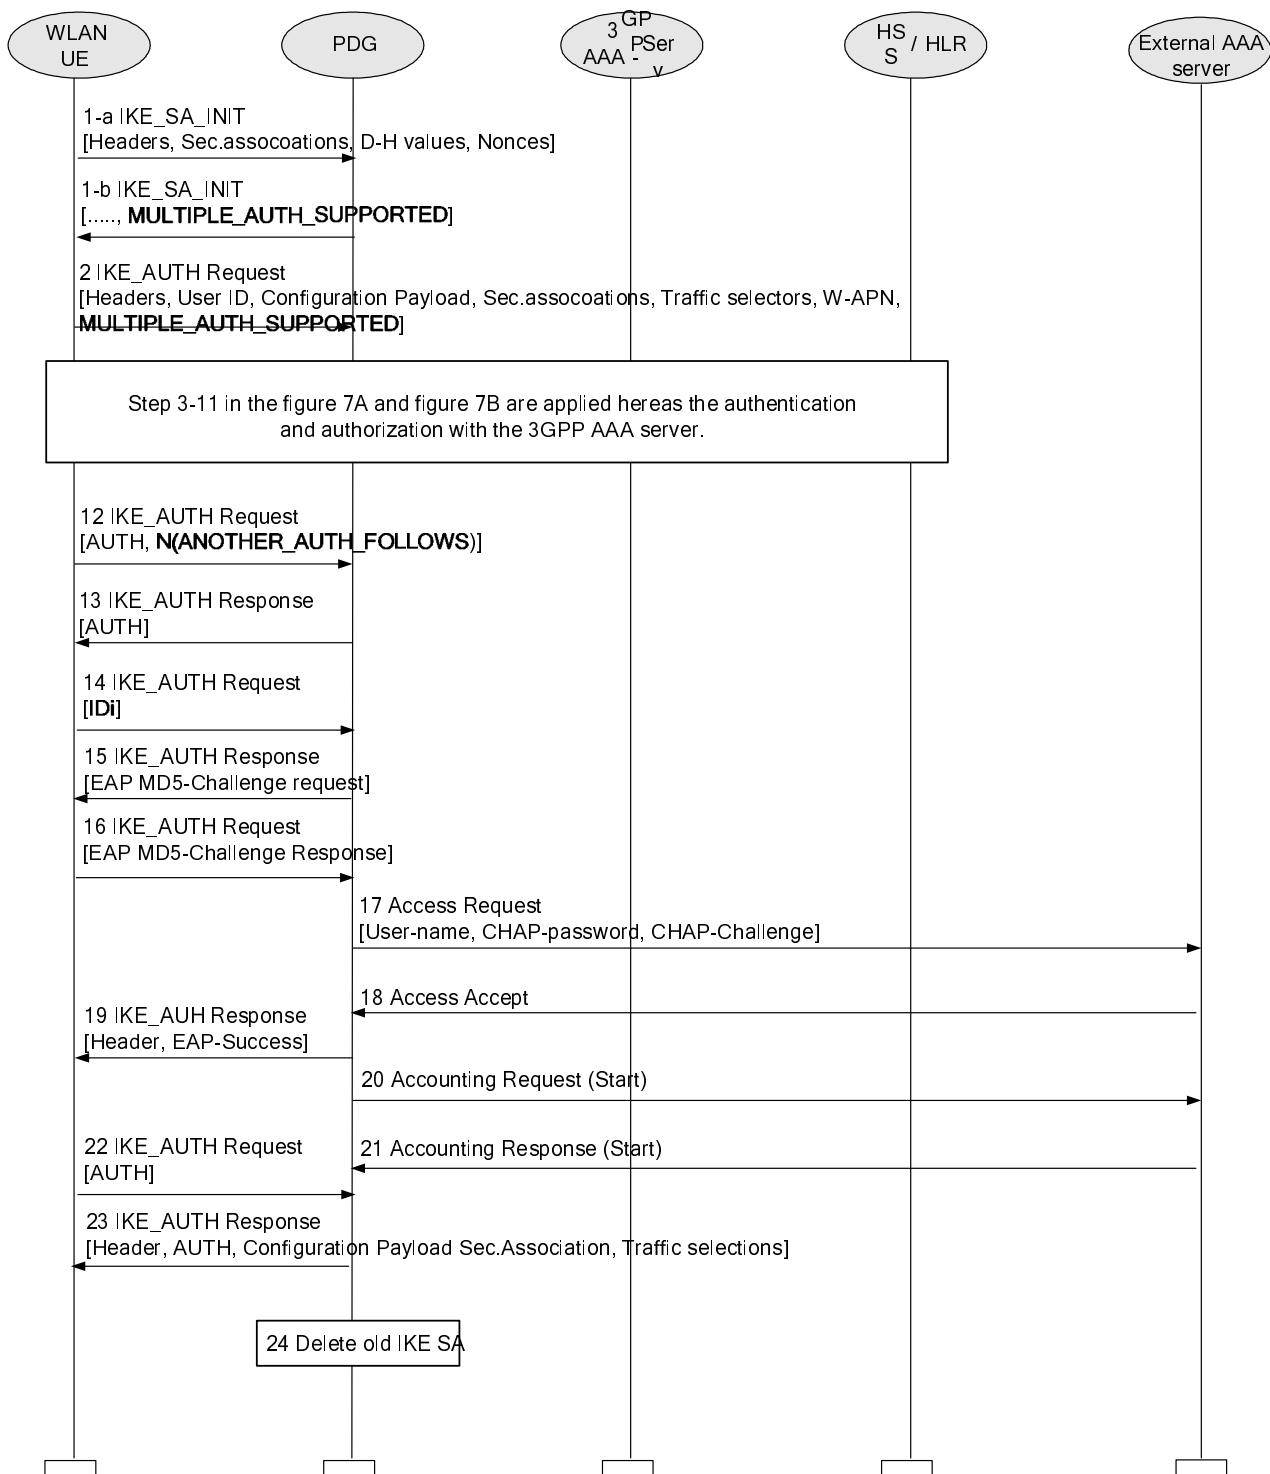 WLAN
UE
PDG
3GPP
AAA - Serv
HSS / HLR
External AAA
server
1-a IKE_SA_INIT
[Headers, Sec.assocoations, D-H values, Nonces]
1-b IKE_SA_INIT
[....., MULTIPLE_AUTH_SUPPORTED]
2 IKE_AUTH Request
[Headers, User ID, Configuration Payload, Sec.assocoations, Traffic selectors, W-APN,
MULTIPLE_AUTH_SUPPORTED]
Step 3-11 in the figure 7A and figure 7B are applied hereas the authentication
and authorization with the 3GPP AAA server.
12 IKE_AUTH Request
[AUTH, N(ANOTHER_AUTH_FOLLOWS)]
13 IKE_AUTH Response
[AUTH]
14 IKE_AUTH Request
[IDi]
15 IKE_AUTH Response
[EAP MD5-Challenge request]
16 IKE_AUTH Request
[EAP MD5-Challenge Response]
17 Access Request
[User-name, CHAP-password, CHAP-Challenge]
18 Access Accept
19 IKE_AUH Response
[Header, EAP-Success]
20 Accounting Request (Start)
22 IKE_AUTH Request
[AUTH]
21 Accounting Response (Start)
23 IKE_AUTH Response
[Header, AUTH, Configuration Payload Sec.Association, Traffic selections]
24 Delete old IKE SA